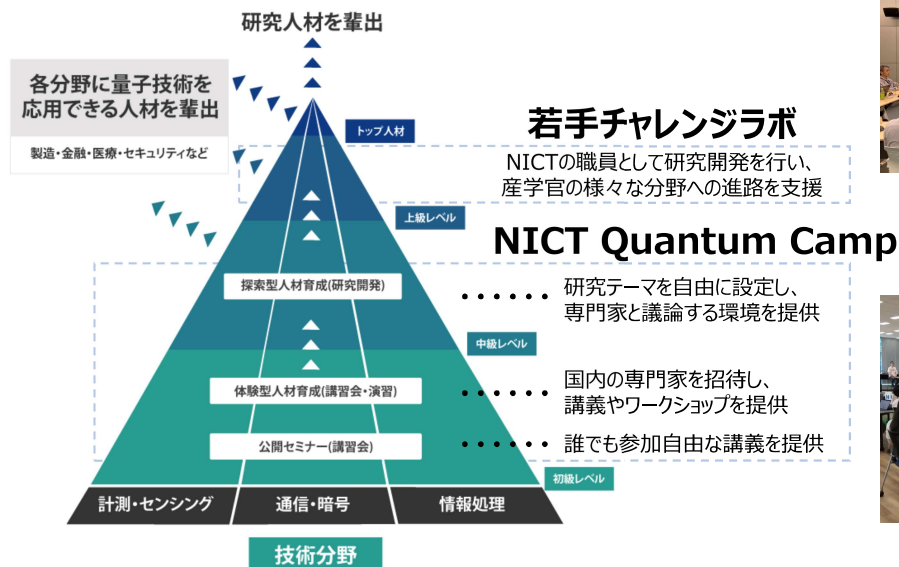 研究人材を輩出
各分野に量子技術を
応用できる人材を輩出
製造・金融・医療・セキュリティなど
トップ人材
若手チャレンジラボ
NICTの職員として研究開発を行い、
産学官の様々な分野への進路を支援
上級レベル
NICT Quantum Camp
探索型人材育成(研究開発)
研究テーマを自由に設定し、
専門家と議論する環境を提供
中級レベル
体験型人材育成(講習会・演習)
国内の専門家を招待し、
講義やワークショップを提供
公開セミナー(講習会)
誰でも参加自由な講義を提供
初級レベル
計測・センシング
通信・暗号
情報処理
技術分野